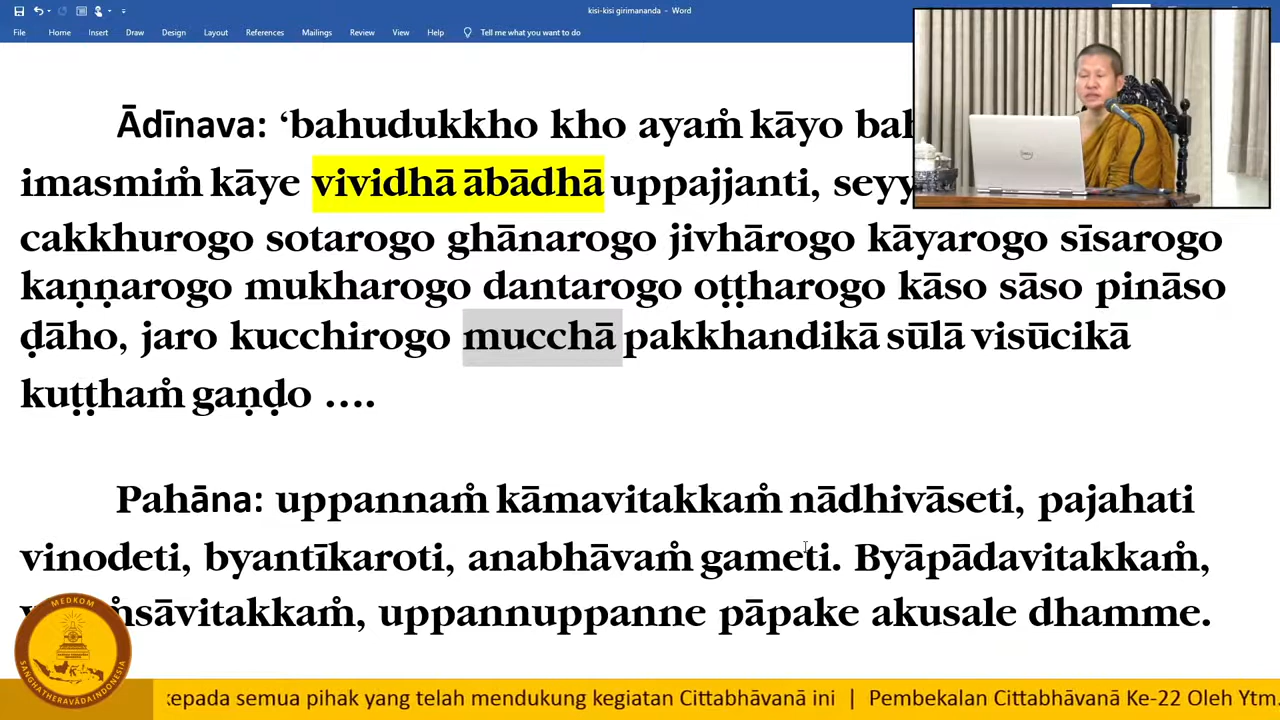 kisi-kisi girimananda - Word
File Home Insert Draw Design Layout References Mailings Review View Help Tell me what you want to do
Ādīnava: ‘bahudukkho kho ayaṁ kāyo
imasmiṁ kāye vividhā ābādhā uppajjanti,
cakkhurogo sotarogo ghānarogo jivhārogo kāyarogo sīsarogo
kaṇṇarogo mukharogo dantarogo oṭṭharogo kāso sāso pināso
ḍāho, jaro kucchirogo mucchā pakkhandikā sūlā visūcikā
kuṭṭhaṁ gaṇḍo ….
Pahāna: uppannaṁ kāmavitakkaṁ nādhivāseti, pajahati
vinodeti, byantīkaroti, anabhāvaṁ gameti. Byāpādavitakkaṁ,
uppannuppanne pāpake akusale dhamme.
MEDKOM
SANGHA THERAVĀDA INDONESIA
kepada semua pihak yang telah mendukung kegiatan Cittabhāvanā ini | Pembekalan Cittabhāvanā Ke-22 Oleh Ytm.